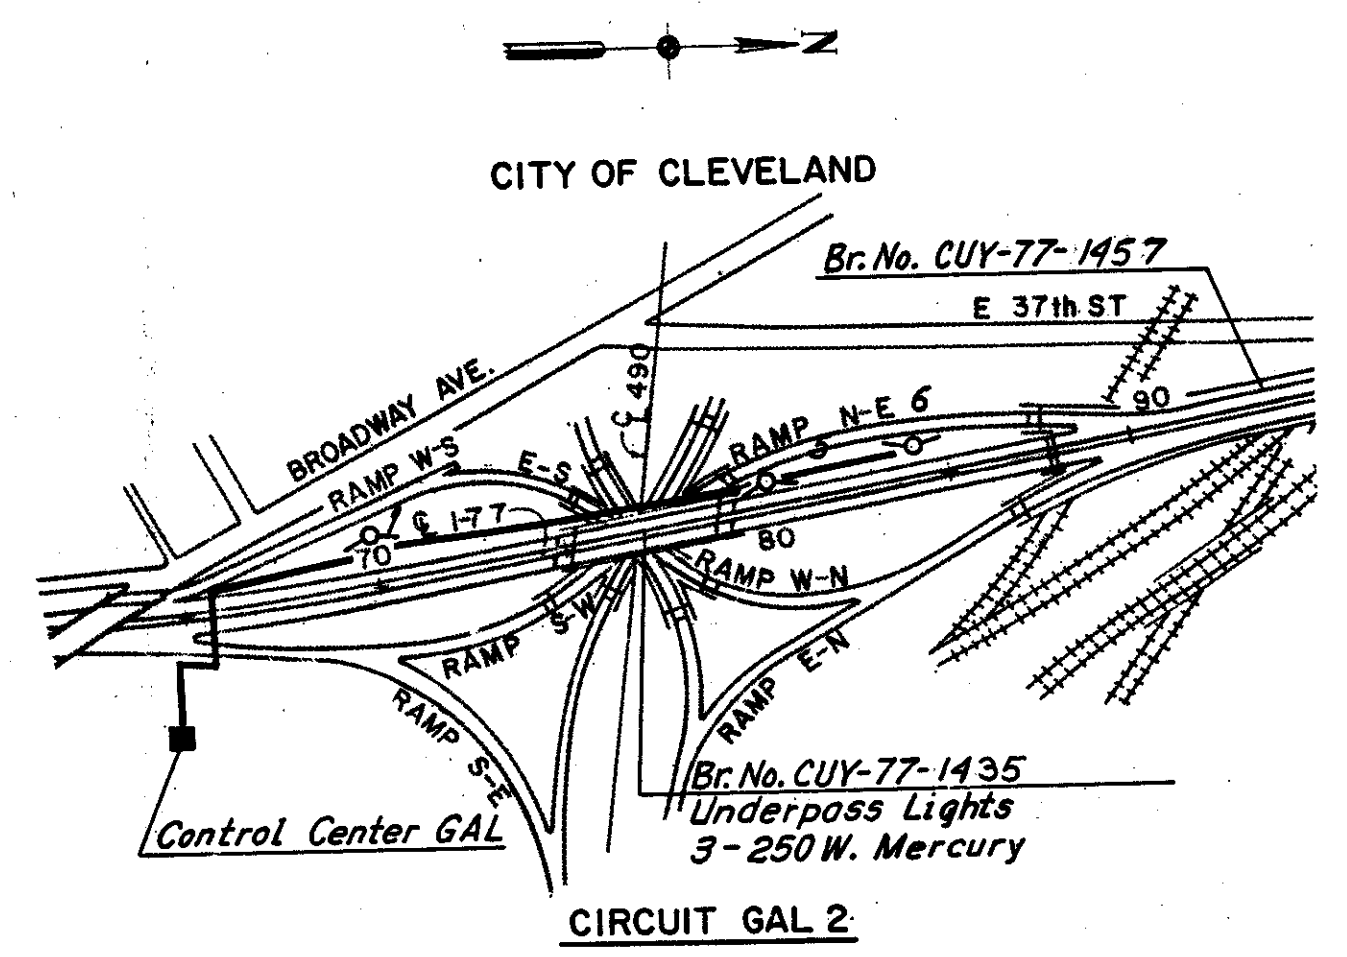 N
CITY OF CLEVELAND
Br. No. CUY-77-1457
E 37th ST
BROADWAY AVE.
℄ 490
RAMP W-S
E-S
RAMP N-E 6
5
90
℄ I-77
70
80
RAMP W-N
RAMP S-W
RAMP E-N
RAMP S-E
Br. No. CUY-77-1435
Underpass Lights
3-250 W. Mercury
Control Center GAL
CIRCUIT GAL 2